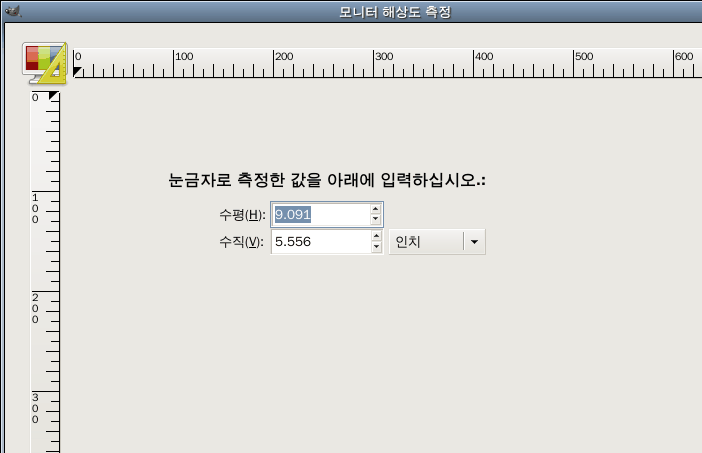 모니터 해상도 측정
0 100 200 300 400 500 600
0
100
200
300
눈금자로 측정한 값을 아래에 입력하십시오.:
수평(H): 9.091
수직(V): 5.556 인치